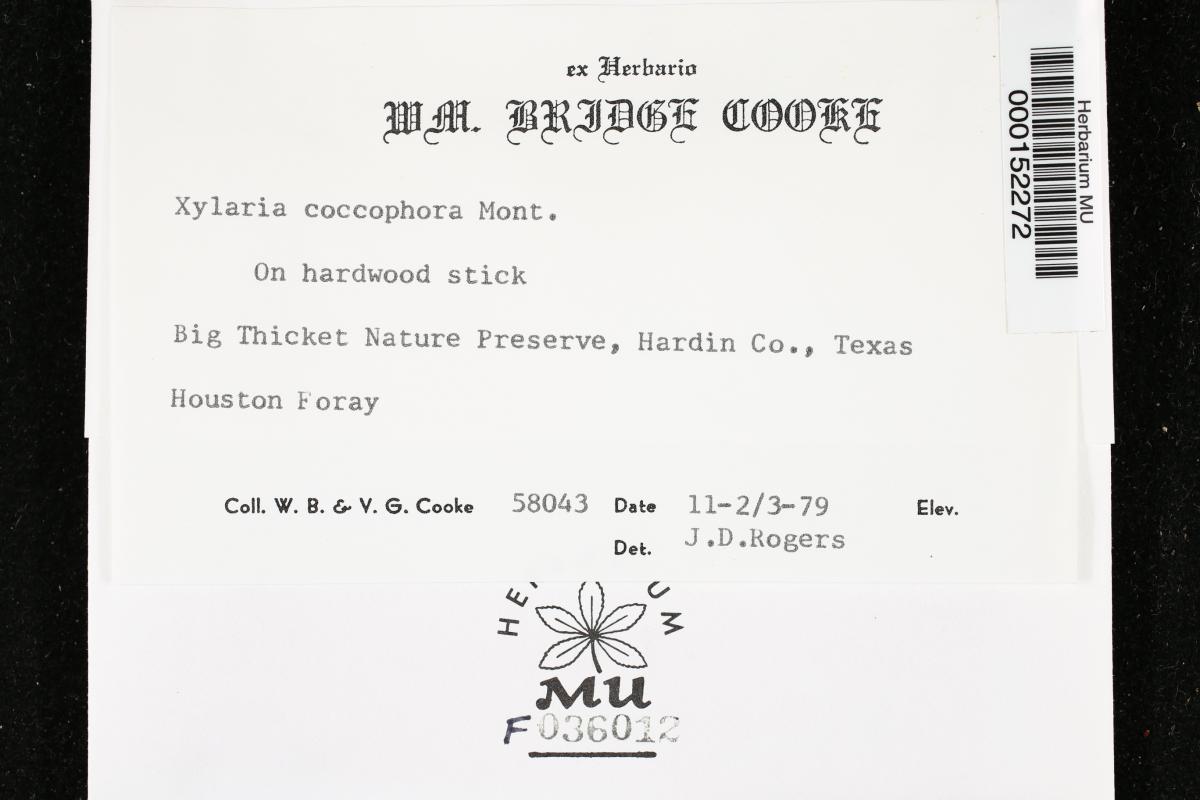 ex Herbario
WM. BRIDGE COOKE
Xylaria coccophora Mont.
On hardwood stick
Big Thicket Nature Preserve, Hardin Co., Texas
Houston Foray
Coll. W. B. & V. G. Cooke 58043 Date 11-2/3-79 Elev.
Det. J.D.Rogers
Herbarium MU
000152272
MU
F036012